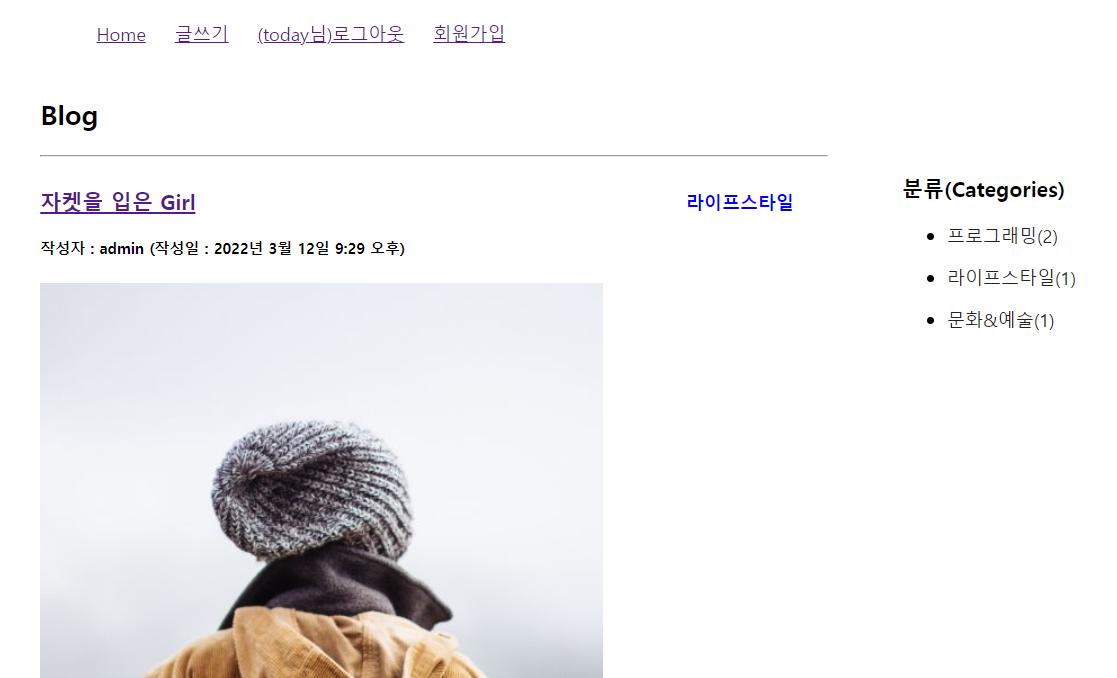 Home 글쓰기 (today님)로그아웃 회원가입
Blog
자켓을 입은 Girl 라이프스타일
작성자 : admin (작성일 : 2022년 3월 12일 9:29 오후)
분류(Categories)
프로그래밍(2)
라이프스타일(1)
문화&예술(1)